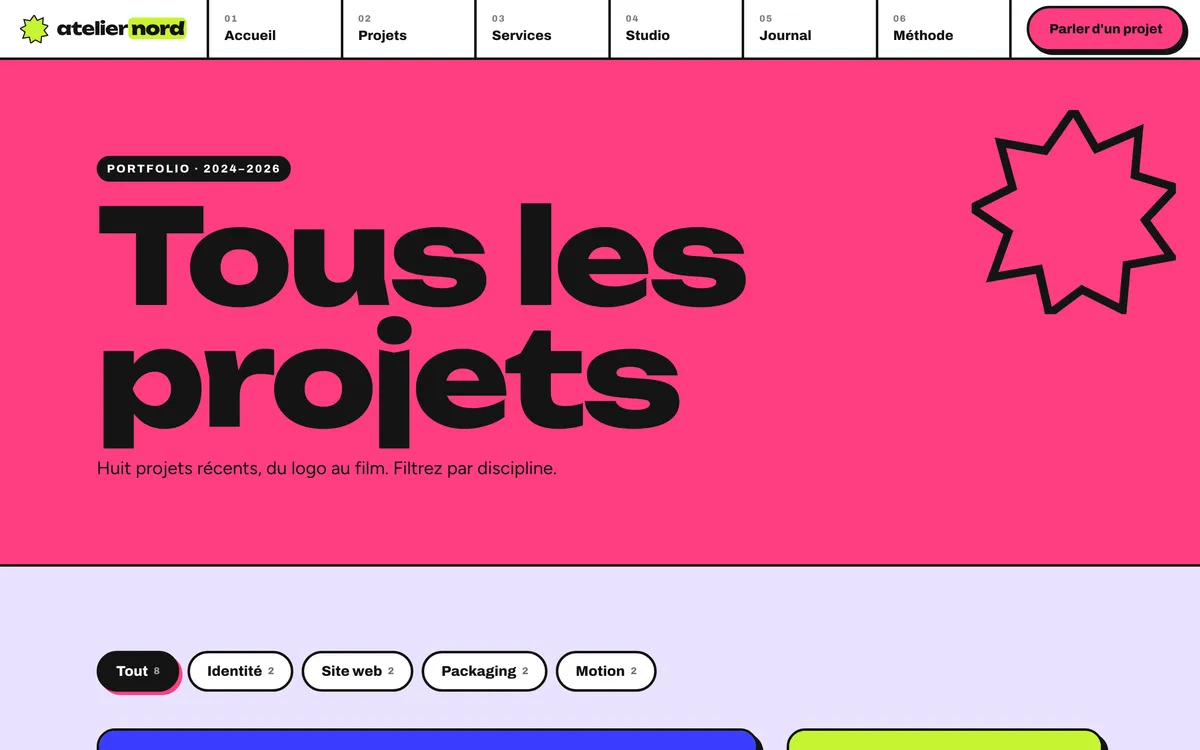 ateliernord
01
Accueil
02
Projets
03
Services
04
Studio
05
Journal
06
Méthode
Parler d'un projet
PORTFOLIO · 2024–2026
Tous les
projets
Huit projets récents, du logo au film. Filtrez par discipline.
Tout 8
Identité 2
Site web 2
Packaging 2
Motion 2